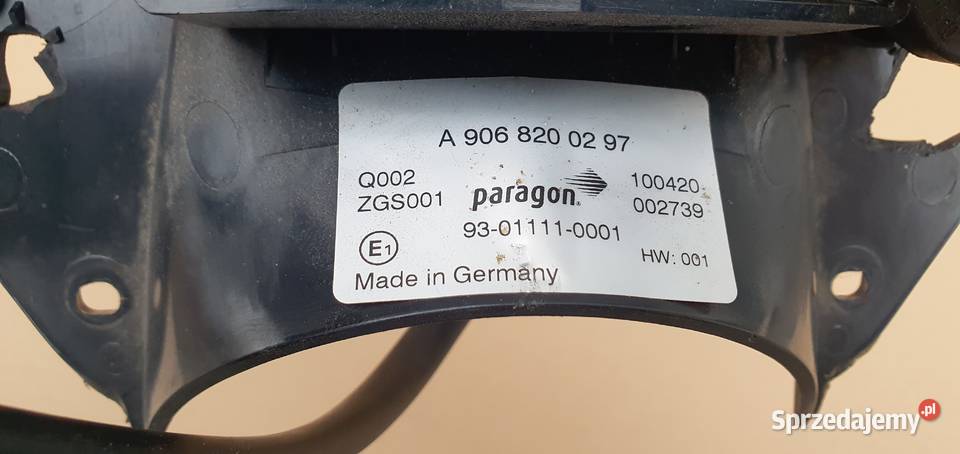 A 906 820 02 97
Q002
ZGS001
paragon®
100420
002739
93-01111-0001
E1
HW: 001
Made in Germany
Sprzedajemy.pl